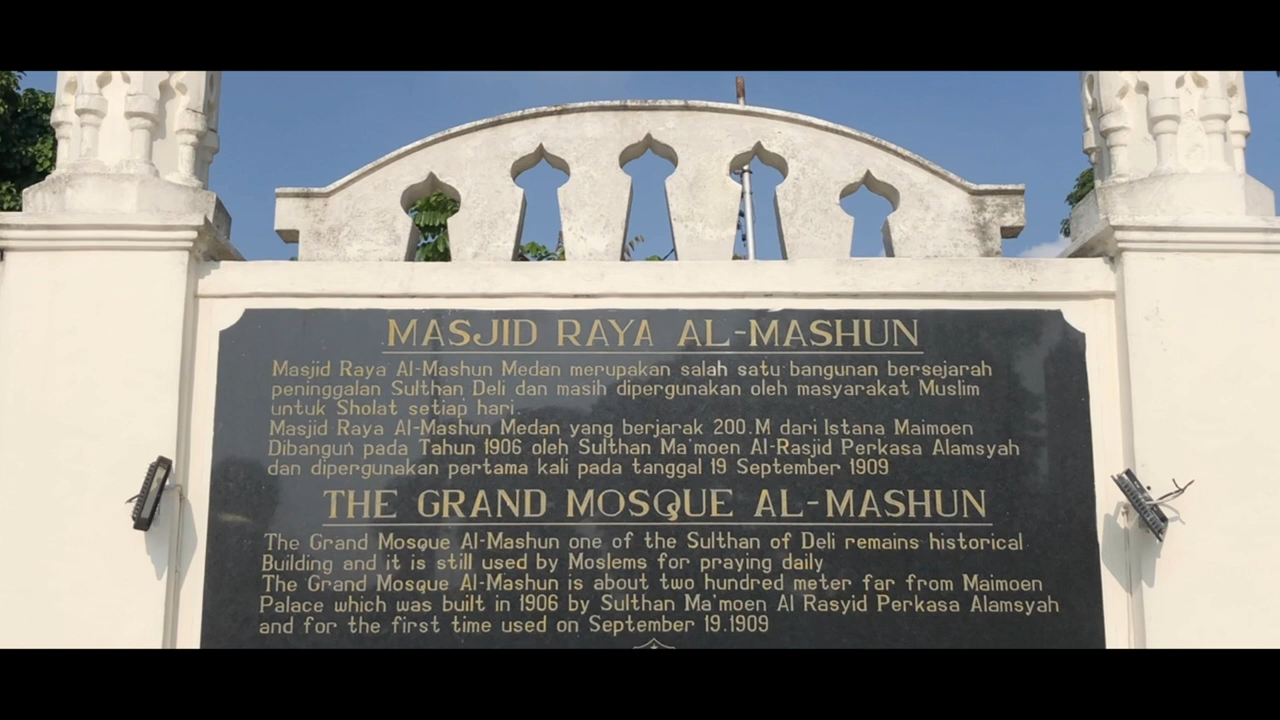 MASJID RAYA AL-MASHUN
Masjid Raya Al-Mashun Medan merupakan salah satu bangunan bersejarah
peninggalan Sulthan Deli dan masih dipergunakan oleh masyarakat Muslim
untuk Sholat setiap hari.
Masjid Raya Al-Mashun Medan yang berjarak 200.M dari Istana Maimoen
Dibangun pada Tahun 1906 oleh Sulthan Ma'moen Al-Rasjid Perkasa Alamsyah
dan dipergunakan pertama kali pada tanggal 19 September 1909
THE GRAND MOSQUE AL-MASHUN
The Grand Mosque Al-Mashun one of the Sulthan of Deli remains historical
Building and it is still used by Moslems for praying daily
The Grand Mosque Al-Mashun is about two hundred meter far from Maimoen
Palace which was built in 1906 by Sulthan Ma'moen Al Rasyid Perkasa Alamsyah
and for the first time used on September 19.1909